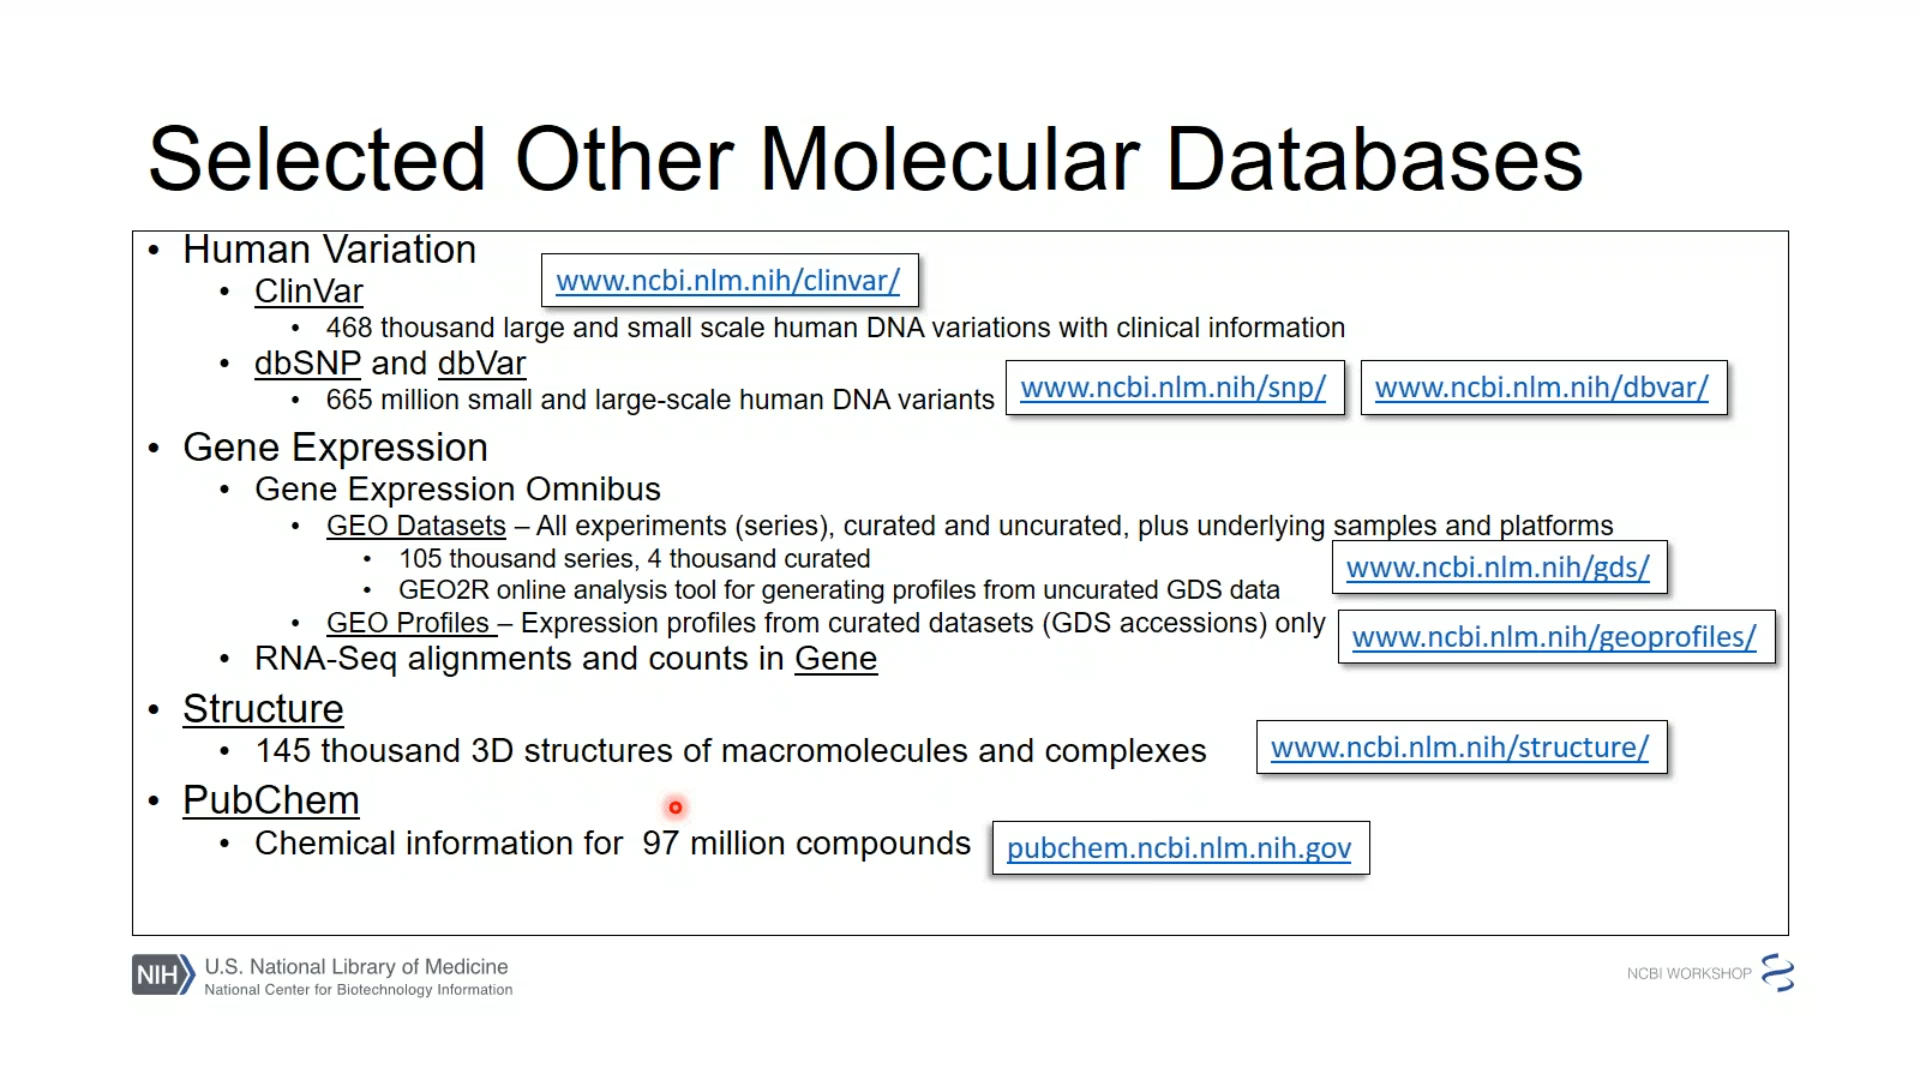 Selected Other Molecular Databases
• Human Variation
• ClinVar
www.ncbi.nlm.nih/clinvar/
• 468 thousand large and small scale human DNA variations with clinical information
• dbSNP and dbVar
• 665 million small and large-scale human DNA variants
www.ncbi.nlm.nih/snp/
www.ncbi.nlm.nih/dbvar/
• Gene Expression
• Gene Expression Omnibus
• GEO Datasets – All experiments (series), curated and uncurated, plus underlying samples and platforms
• 105 thousand series, 4 thousand curated
www.ncbi.nlm.nih/gds/
• GEO2R online analysis tool for generating profiles from uncurated GDS data
• GEO Profiles – Expression profiles from curated datasets (GDS accessions) only
www.ncbi.nlm.nih/geoprofiles/
• RNA-Seq alignments and counts in Gene
• Structure
• 145 thousand 3D structures of macromolecules and complexes
www.ncbi.nlm.nih/structure/
• PubChem
• Chemical information for 97 million compounds
pubchem.ncbi.nlm.nih.gov
NIH
U.S. National Library of Medicine
National Center for Biotechnology Information
NCBI WORKSHOP